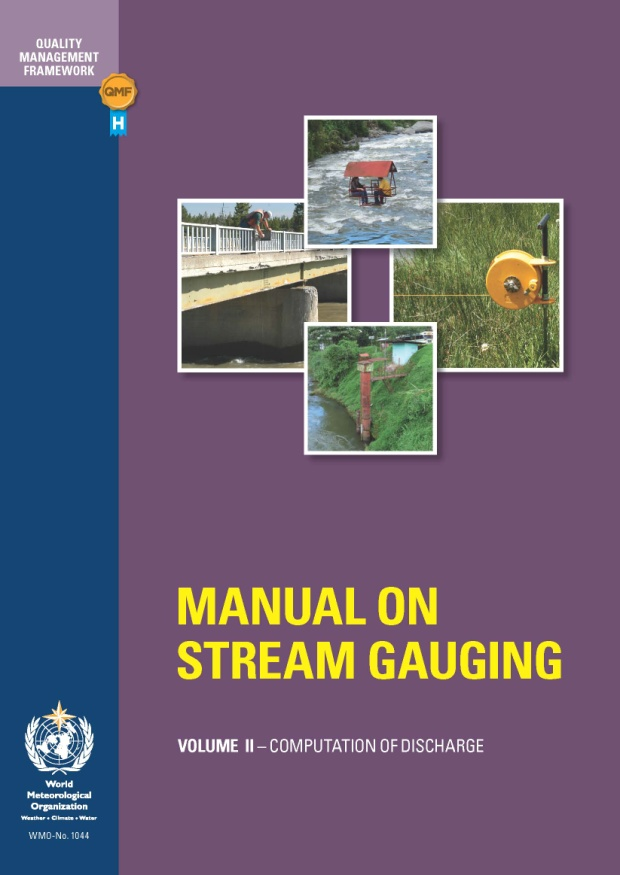 QUALITY
MANAGEMENT
FRAMEWORK
QMF
H
MANUAL ON
STREAM GAUGING
VOLUME II – COMPUTATION OF DISCHARGE
World
Meteorological
Organization
Weather • Climate • Water
WMO-No. 1044